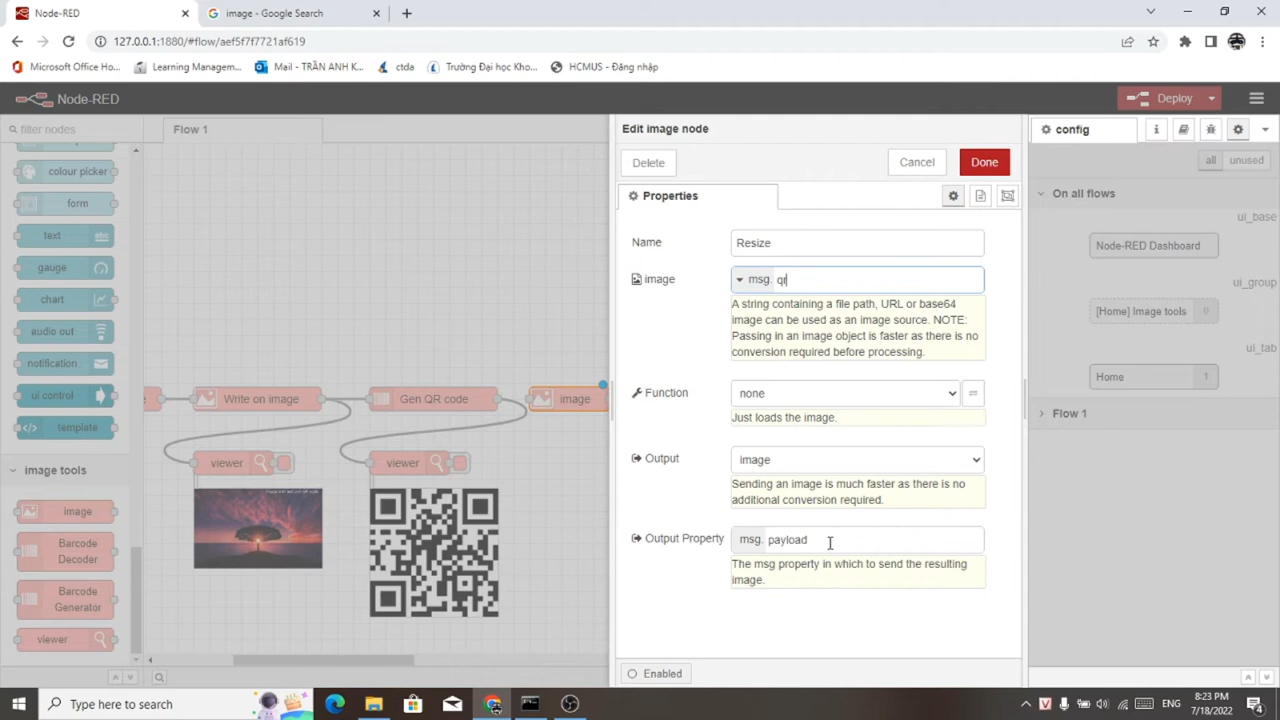 Node-RED
image - Google Search
127.0.0.1:1880/#flow/aef5f7f7721af619
Microsoft Office Ho...
Learning Managem...
Mail - TRẦN ANH K...
ctda
Trường Đại học Kho...
HCMUS - Đăng nhập
Node-RED
Deploy
filter nodes
Flow 1
Edit image node
config
Delete
Cancel
Done
all
unused
colour picker
Properties
On all flows
form
ui_base
text
Name
Resize
Node-RED Dashboard
gauge
image
msg. qr
ui_group
chart
A string containing a file path, URL or base64
image can be used as an image source. NOTE:
Passing in an image object is faster as there is no
conversion required before processing.
[Home] Image tools
0
audio out
ui_tab
notification
Home
1
ui control
Write on image
Gen QR code
image
Function
none
Just loads the image.
Flow 1
template
viewer
viewer
Output
image
image tools
Sending an image is much faster as there is no
additional conversion required.
image
Barcode
Decoder
Output Property
msg. payload
The msg property in which to send the resulting
image.
Barcode
Generator
viewer
Enabled
Type here to search
ENG
8:23 PM
7/18/2022
4